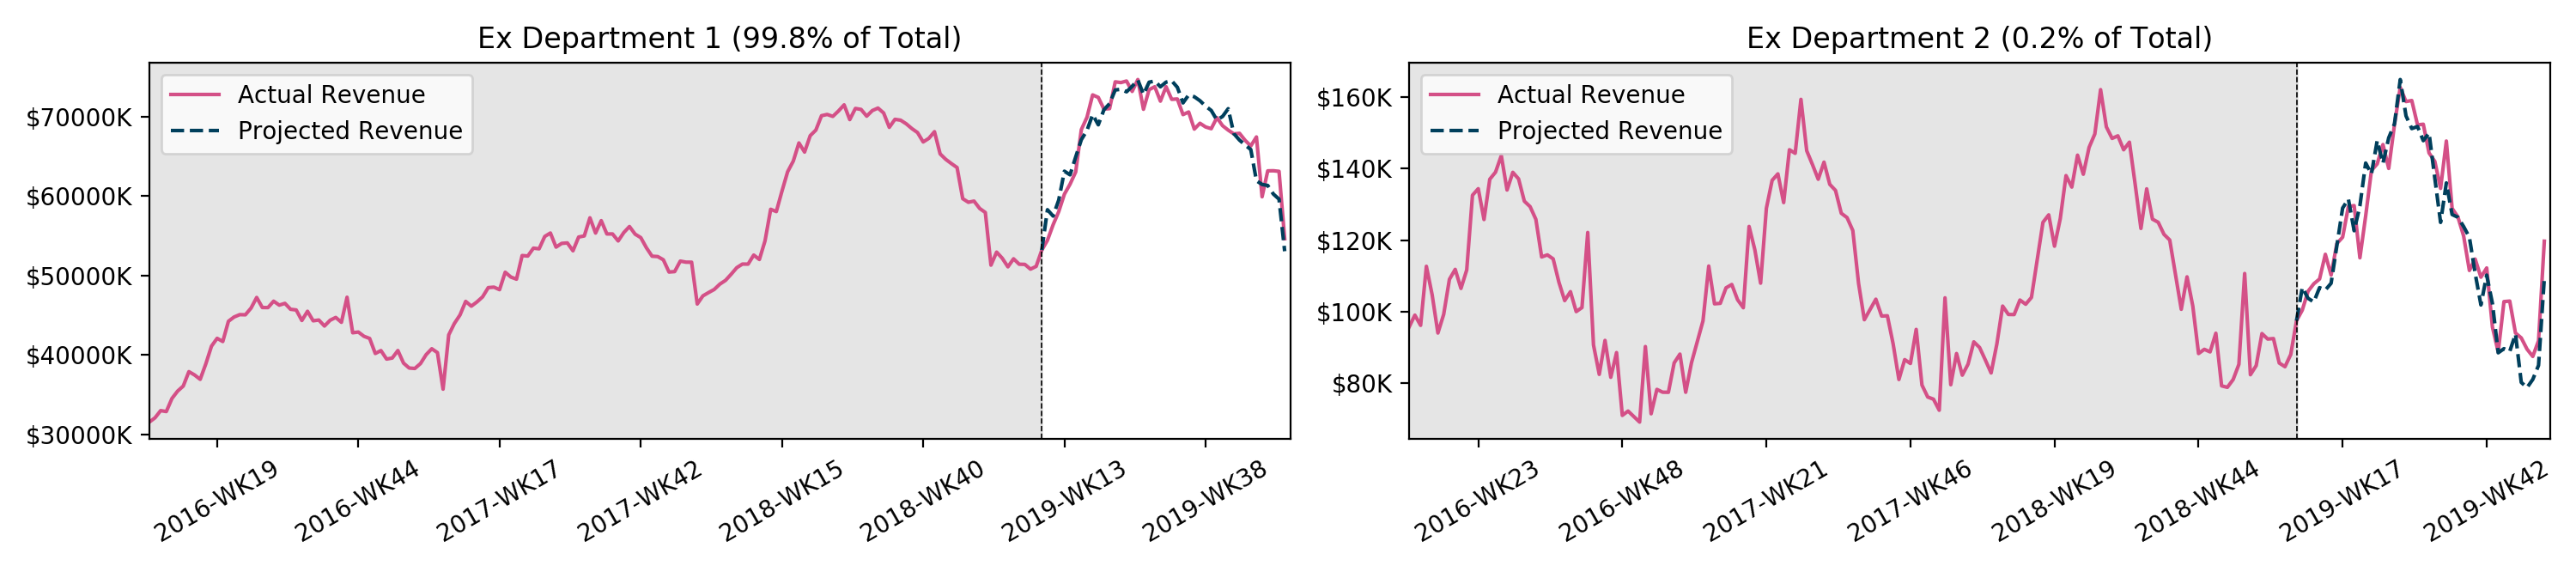 Ex Department 1 (99.8% of Total)
Actual Revenue
Projected Revenue
$70000K
$60000K
$50000K
$40000K
$30000K
2016-WK19
2016-WK44
2017-WK17
2017-WK42
2018-WK15
2018-WK40
2019-WK13
2019-WK38
Ex Department 2 (0.2% of Total)
Actual Revenue
Projected Revenue
$160K
$140K
$120K
$100K
$80K
2016-WK23
2016-WK48
2017-WK21
2017-WK46
2018-WK19
2018-WK44
2019-WK17
2019-WK42